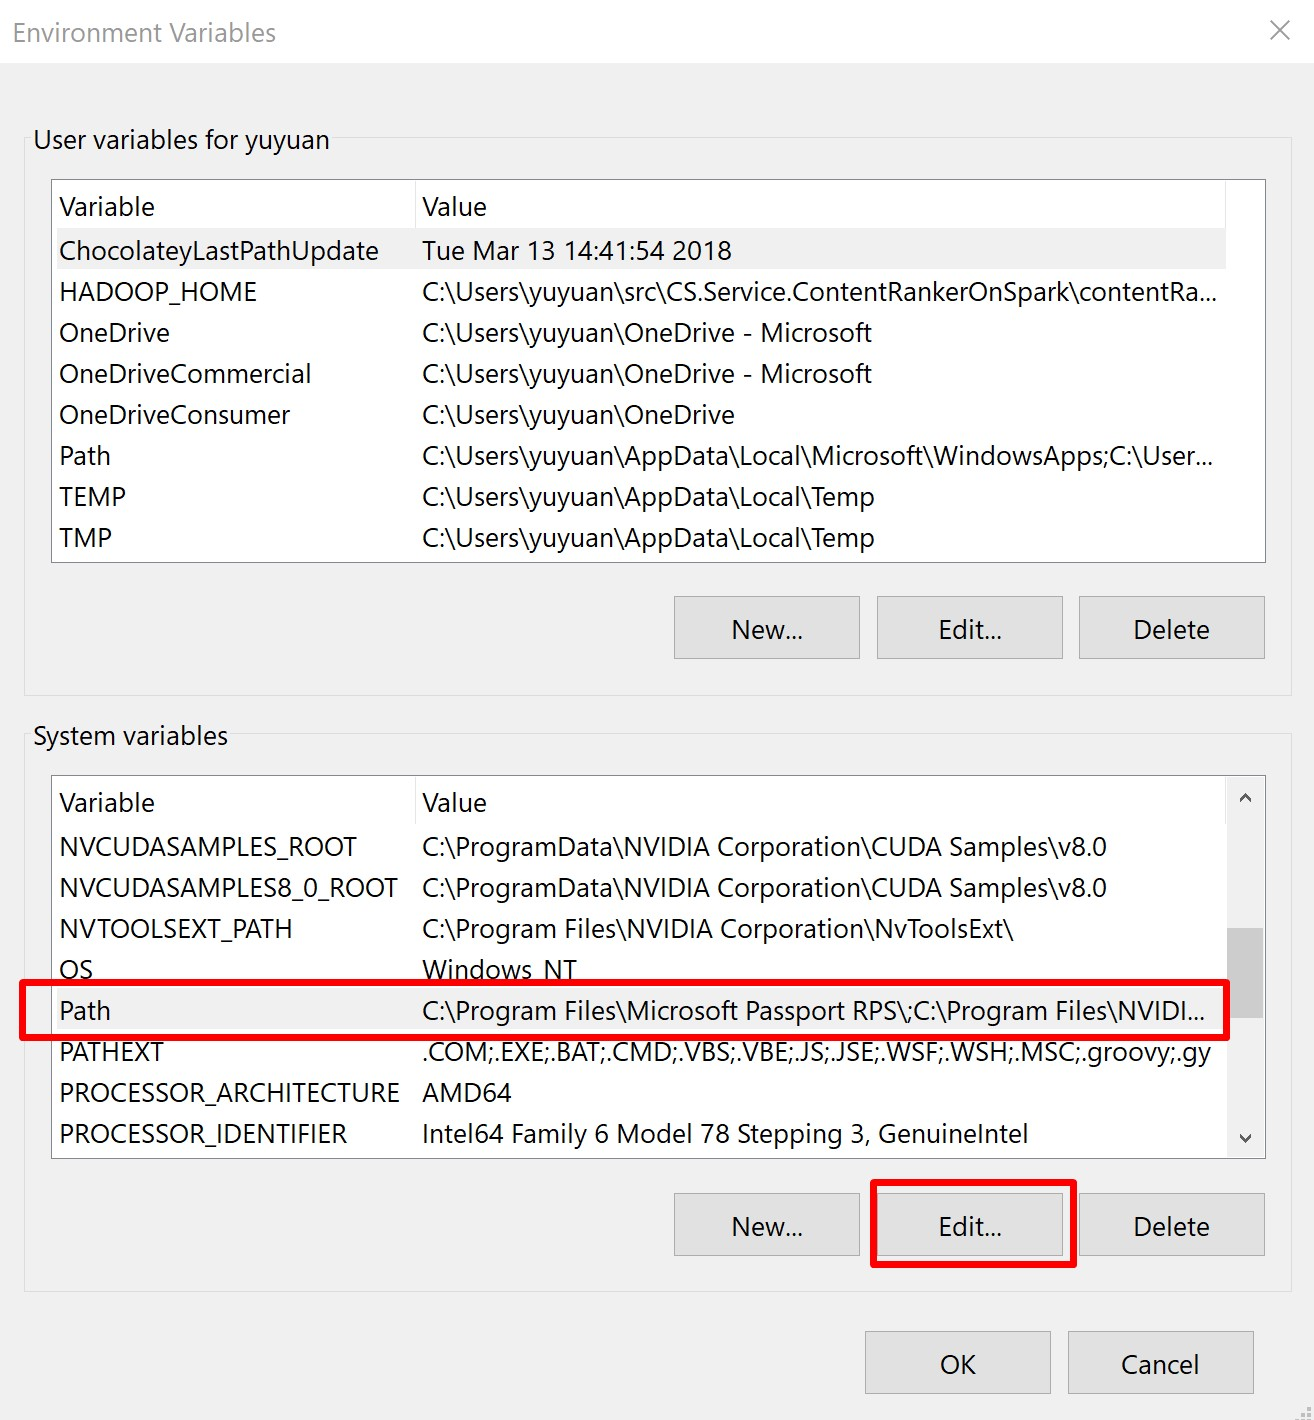 Environment Variables
User variables for yuyuan
Variable Value
ChocolateyLastPathUpdate Tue Mar 13 14:41:54 2018
HADOOP_HOME C:\Users\yuyuan\src\CS.Service.ContentRankerOnSpark\contentRa...
OneDrive C:\Users\yuyuan\OneDrive - Microsoft
OneDriveCommercial C:\Users\yuyuan\OneDrive - Microsoft
OneDriveConsumer C:\Users\yuyuan\OneDrive
Path C:\Users\yuyuan\AppData\Local\Microsoft\WindowsApps;C:\User...
TEMP C:\Users\yuyuan\AppData\Local\Temp
TMP C:\Users\yuyuan\AppData\Local\Temp
New... Edit... Delete
System variables
Variable Value
NVCUDASAMPLES_ROOT C:\ProgramData\NVIDIA Corporation\CUDA Samples\v8.0
NVCUDASAMPLES8_0_ROOT C:\ProgramData\NVIDIA Corporation\CUDA Samples\v8.0
NVTOOLSEXT_PATH C:\Program Files\NVIDIA Corporation\NvToolsExt\
OS Windows_NT
Path C:\Program Files\Microsoft Passport RPS\;C:\Program Files\NVIDI...
PATHEXT .COM;.EXE;.BAT;.CMD;.VBS;.VBE;.JS;.JSE;.WSF;.WSH;.MSC;.groovy;.gy
PROCESSOR_ARCHITECTURE AMD64
PROCESSOR_IDENTIFIER Intel64 Family 6 Model 78 Stepping 3, GenuineIntel
New... Edit... Delete
OK Cancel